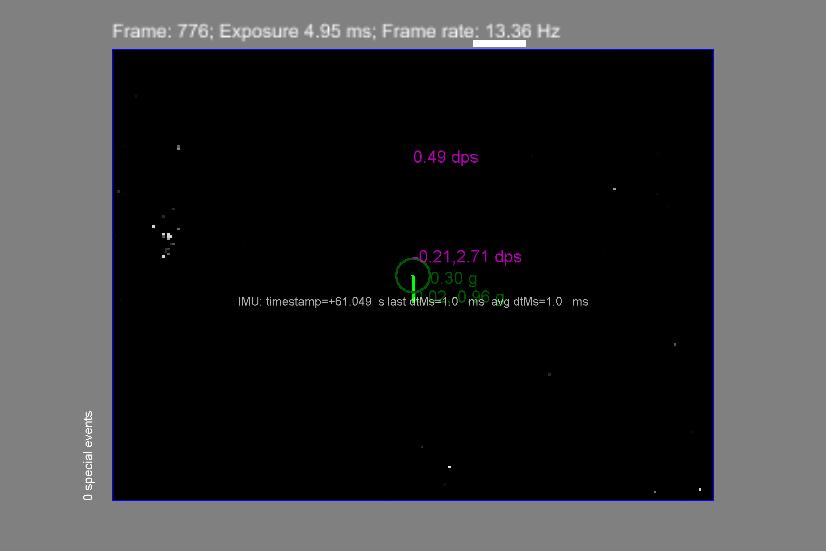 Frame: 776; Exposure 4.95 ms; Frame rate: 13.36 Hz
0.49 dps
-0.21,2.71 dps
0.30 g
0.02,-0.96 g
IMU: timestamp=+61.049 s last dtMs=1.0 ms avg dtMs=1.0 ms
0 special events